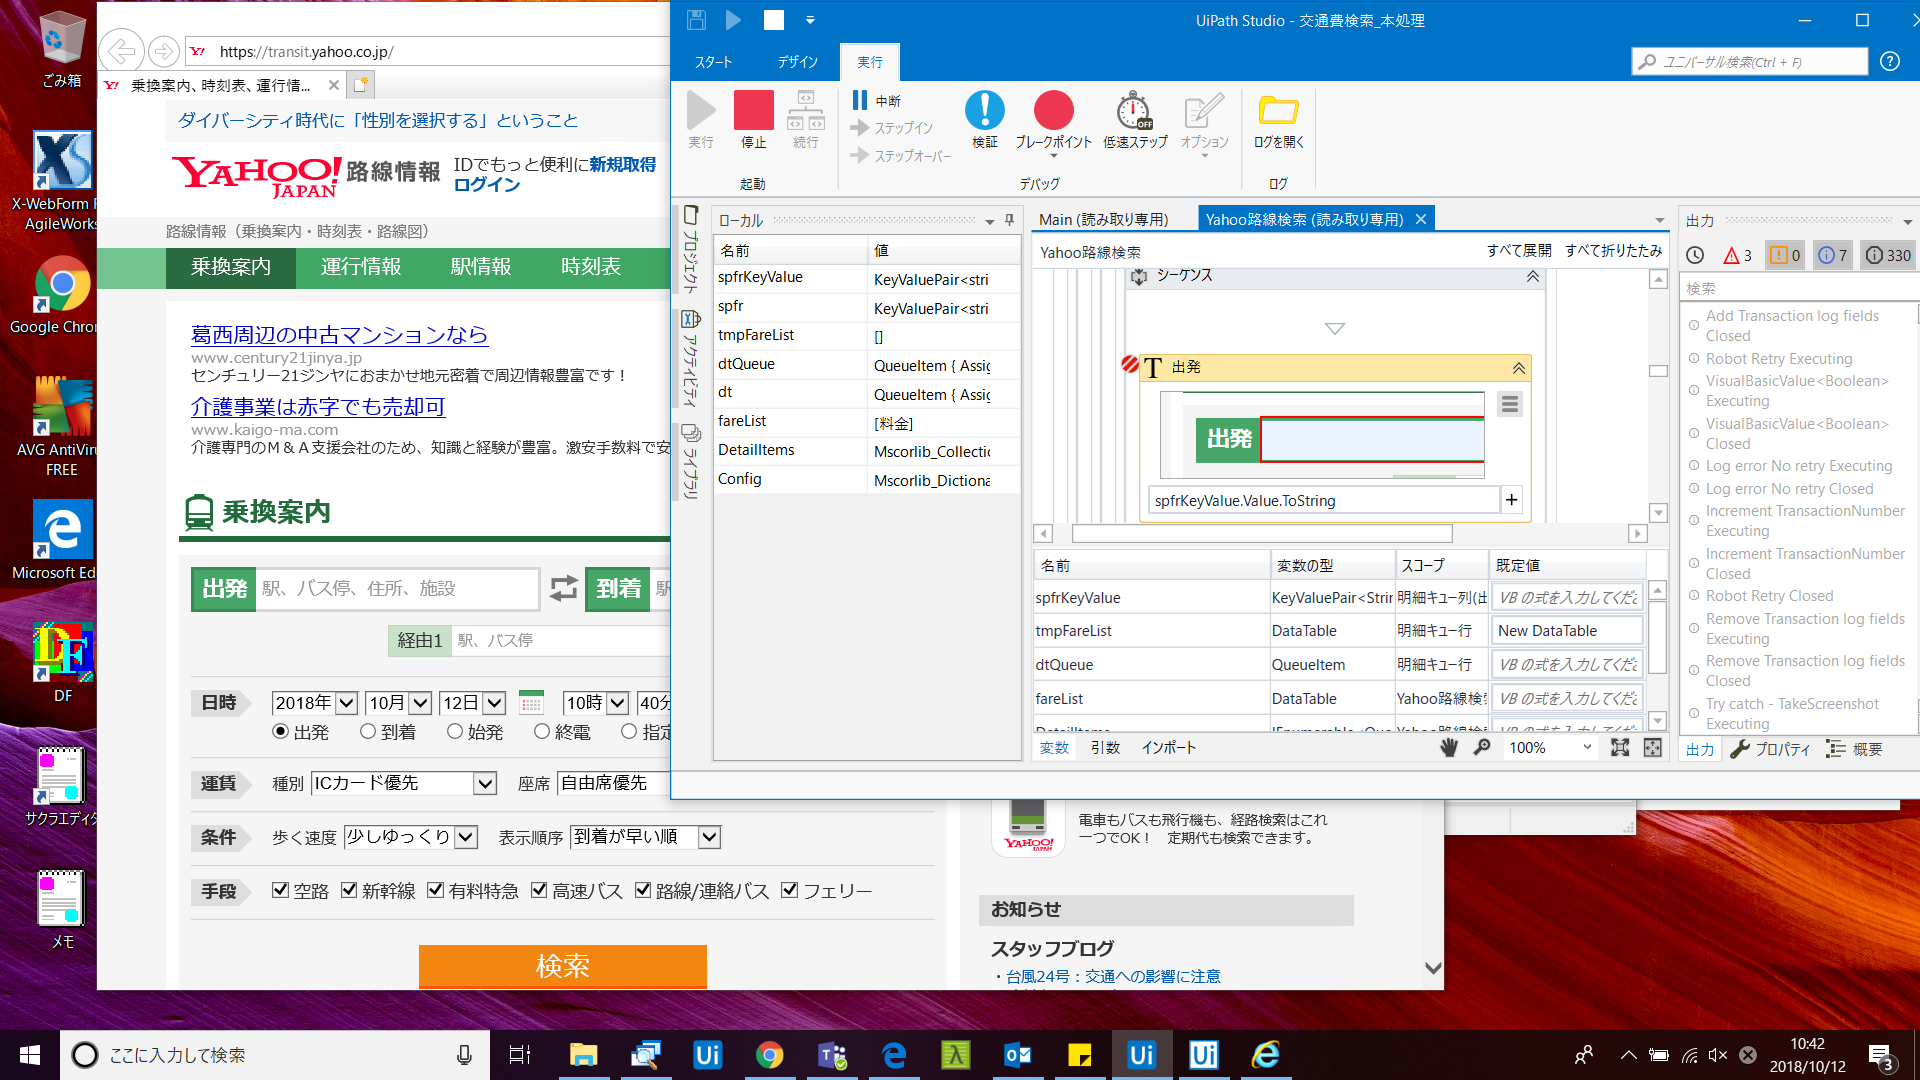 ごみ箱
X-WebForm F
AgileWorks
Google Chror
AVG AntiViru
FREE
Microsoft Ed
DF
サクラエディタ
メモ
https://transit.yahoo.co.jp/
乗換案内、時刻表、運行情...
ダイバーシティ時代に「性別を選択する」ということ
YAHOO! JAPAN 路線情報
IDでもっと便利に新規取得
ログイン
路線情報（乗換案内・時刻表・路線図）
乗換案内 運行情報 駅情報 時刻表
葛西周辺の中古マンションなら
www.century21jinya.jp
センチュリー21ジンヤにおまかせ地元密着で周辺情報豊富です！
介護事業は赤字でも売却可
www.kaigo-ma.com
介護専門のＭ＆Ａ支援会社のため、知識と経験が豊富。激安手数料で安
乗換案内
出発 駅、バス停、住所、施設 到着 駅
経由1 駅、バス停
日時 2018年 10月 12日 10時 40分
出発 到着 始発 終電 指定
運賃 種別 ICカード優先 座席 自由席優先
条件 歩く速度 少しゆっくり 表示順序 到着が早い順
手段 空路 新幹線 有料特急 高速バス 路線/連絡バス フェリー
検索
YAHOO! JAPAN
電車もバスも飛行機も、経路検索はこれ
一つでOK！　定期代も検索できます。
お知らせ
スタッフブログ
・台風24号：交通への影響に注意
UiPath Studio - 交通費検索_本処理
スタート デザイン 実行
ユニバーサル検索(Ctrl + F)
実行 停止 続行
起動
中断
ステップイン
ステップオーバー
検証 ブレークポイント 低速ステップ オプション
OFF
デバッグ
ログを開く
ログ
プロジェクト
アクティビティ
ライブラリ
ローカル
名前 値
spfrKeyValue KeyValuePair<stri
spfr KeyValuePair<stri
tmpFareList []
dtQueue QueueItem { Assig
dt QueueItem { Assig
fareList [料金]
DetailItems Mscorlib_Collectic
Config Mscorlib_Dictiona
Main (読み取り専用) Yahoo路線検索 (読み取り専用)
Yahoo路線検索 すべて展開 すべて折りたたみ
シーケンス
出発
出発
spfrKeyValue.Value.ToString
名前 変数の型 スコープ 既定値
spfrKeyValue KeyValuePair<Strin 明細キュー列(出 VB の式を入力してくださ
tmpFareList DataTable 明細キュー行 New DataTable
dtQueue QueueItem 明細キュー行 VB の式を入力してくださ
fareList DataTable Yahoo路線検索 VB の式を入力してくださ
DetailItems IEnumerable<Que Yahoo路線検索 VB の式を入力してくださ
変数 引数 インポート 100%
出力
3 0 7 330
検索
Add Transaction log fields
Closed
Robot Retry Executing
VisualBasicValue<Boolean>
Executing
VisualBasicValue<Boolean>
Closed
Log error No retry Executing
Log error No retry Closed
Increment TransactionNumber
Executing
Increment TransactionNumber
Closed
Robot Retry Closed
Remove Transaction log fields
Executing
Remove Transaction log fields
Closed
Try catch - TakeScreenshot
Executing
出力 プロパティ 概要
ここに入力して検索
10:42
2018/10/12
3